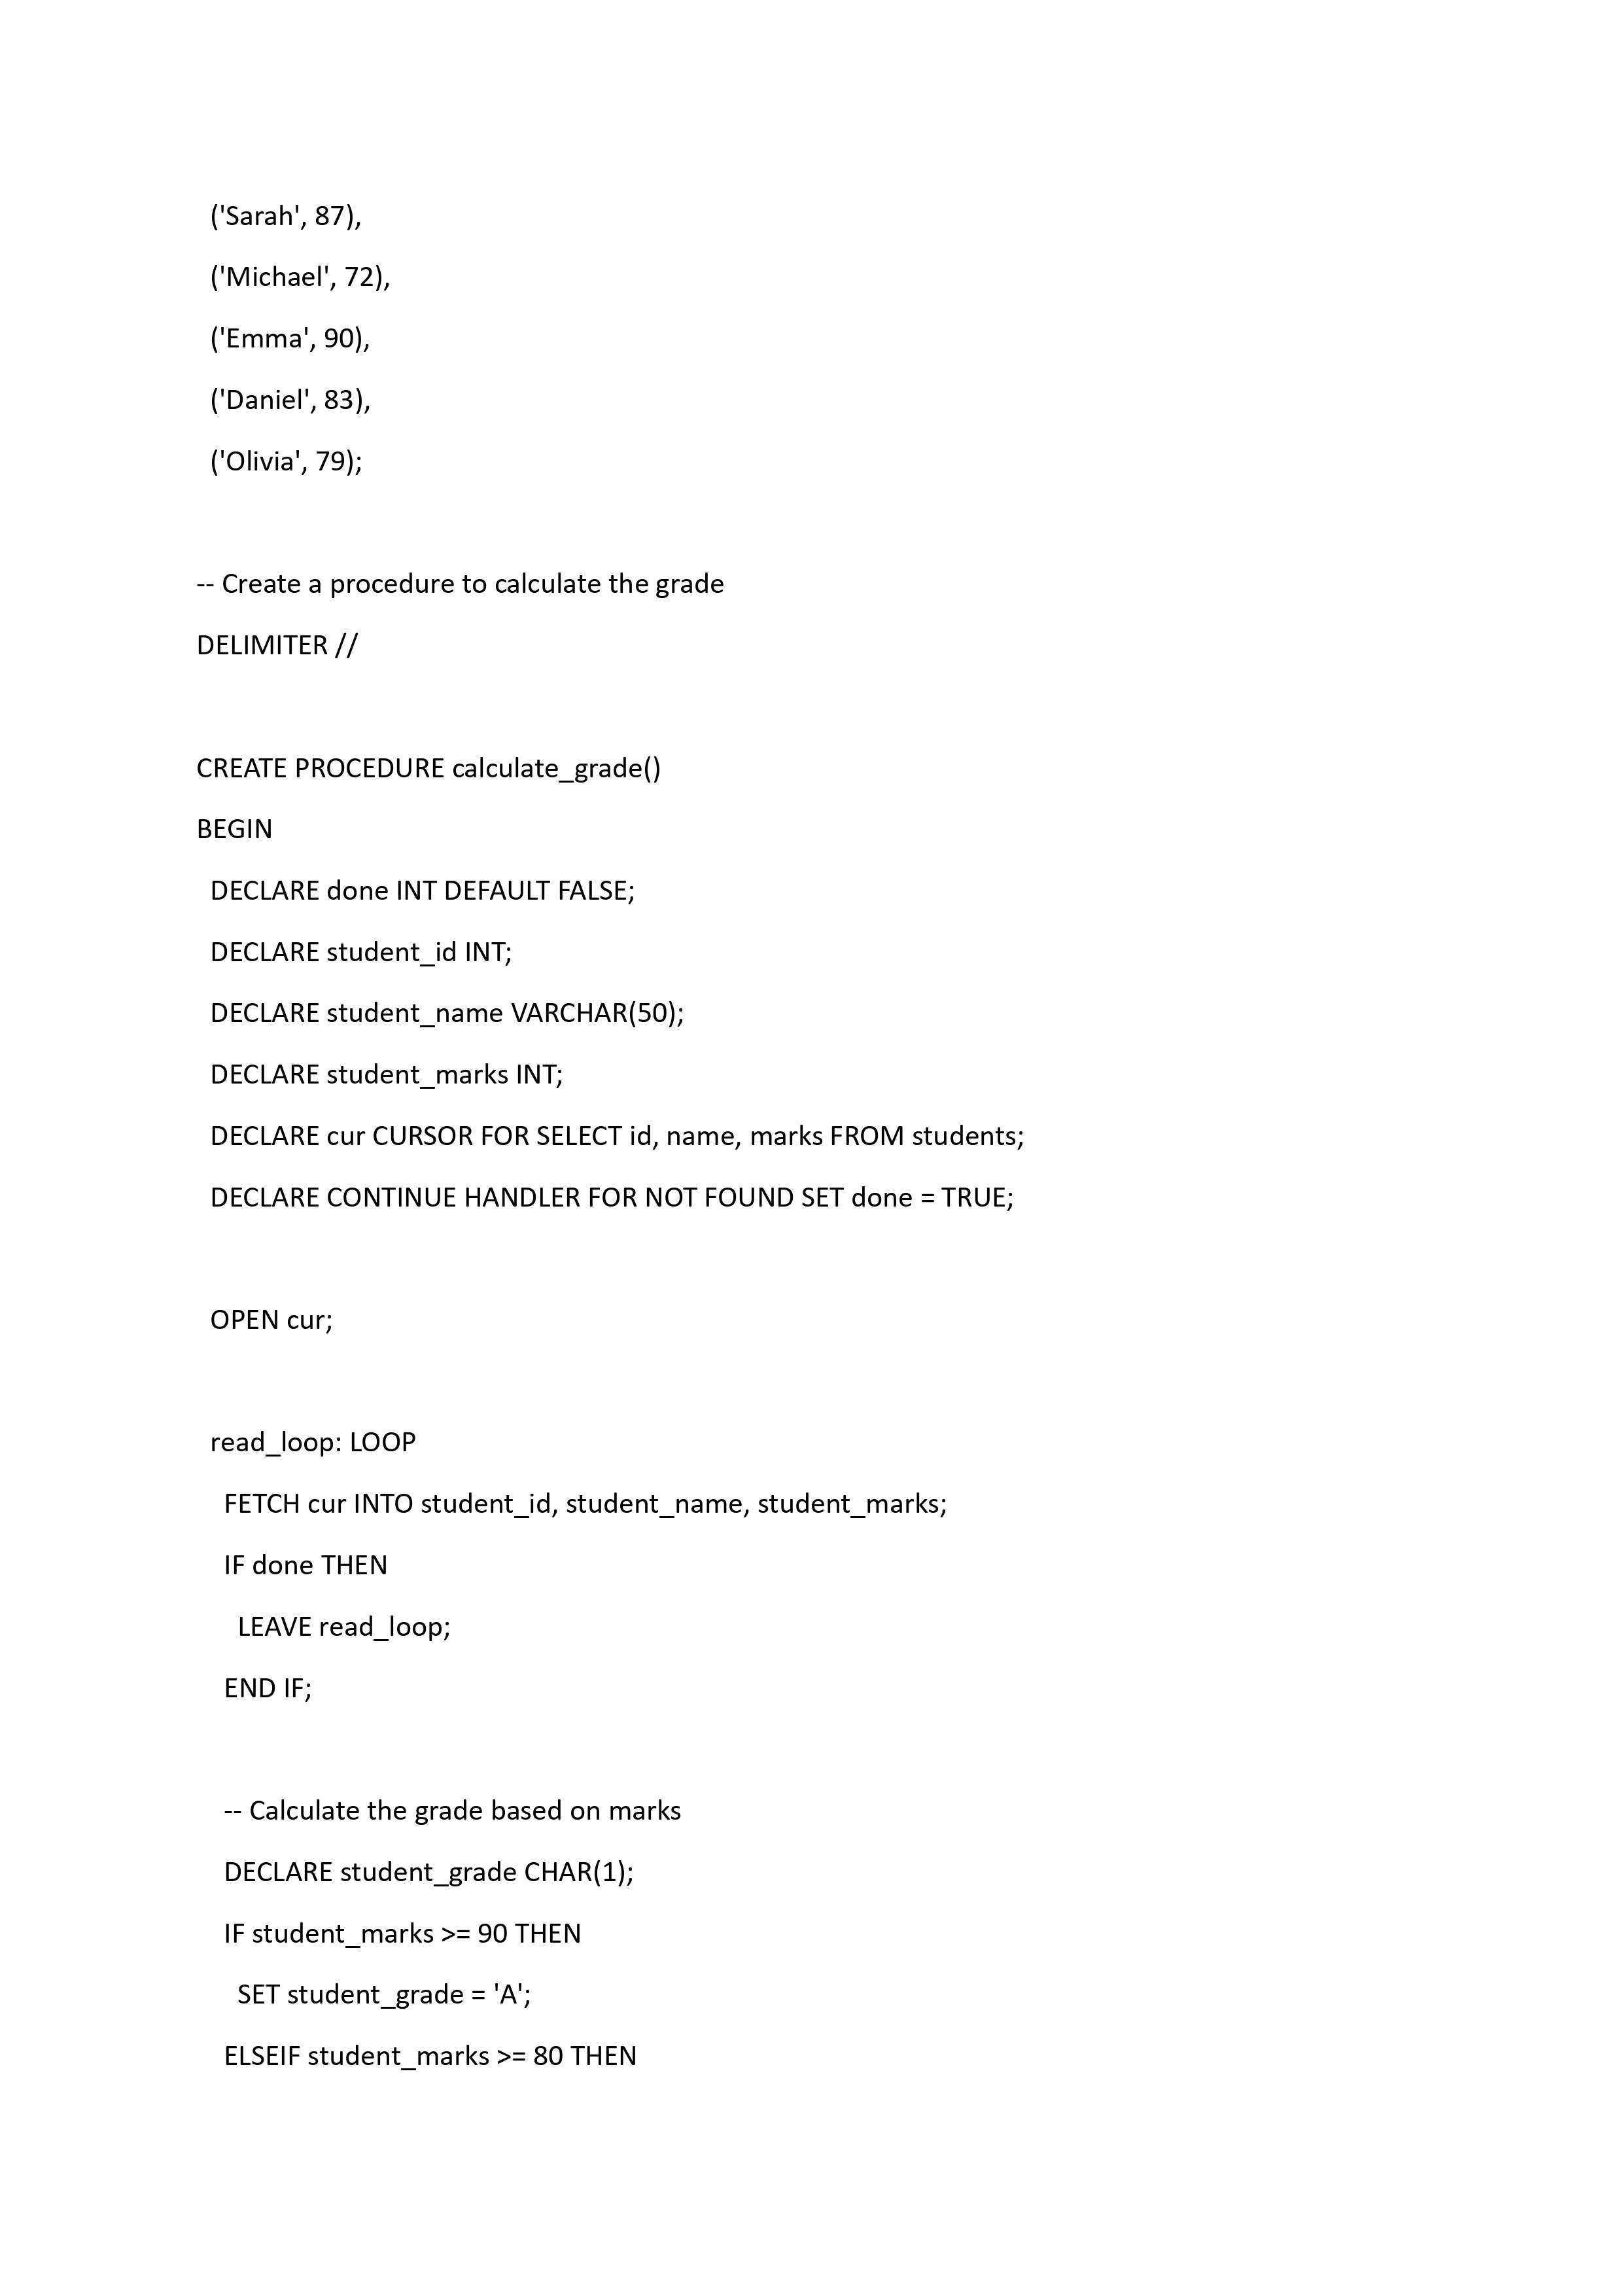 ('Sarah', 87),
('Michael', 72),
('Emma', 90),
('Daniel', 83),
('Olivia', 79);
-- Create a procedure to calculate the grade
DELIMITER //
CREATE PROCEDURE calculate_grade()
BEGIN
DECLARE done INT DEFAULT FALSE;
DECLARE student_id INT;
DECLARE student_name VARCHAR(50);
DECLARE student_marks INT;
DECLARE cur CURSOR FOR SELECT id, name, marks FROM students;
DECLARE CONTINUE HANDLER FOR NOT FOUND SET done = TRUE;
OPEN cur;
read_loop: LOOP
FETCH cur INTO student_id, student_name, student_marks;
IF done THEN
LEAVE read_loop;
END IF;
-- Calculate the grade based on marks
DECLARE student_grade CHAR(1);
IF student_marks >= 90 THEN
SET student_grade = 'A';
ELSEIF student_marks >= 80 THEN